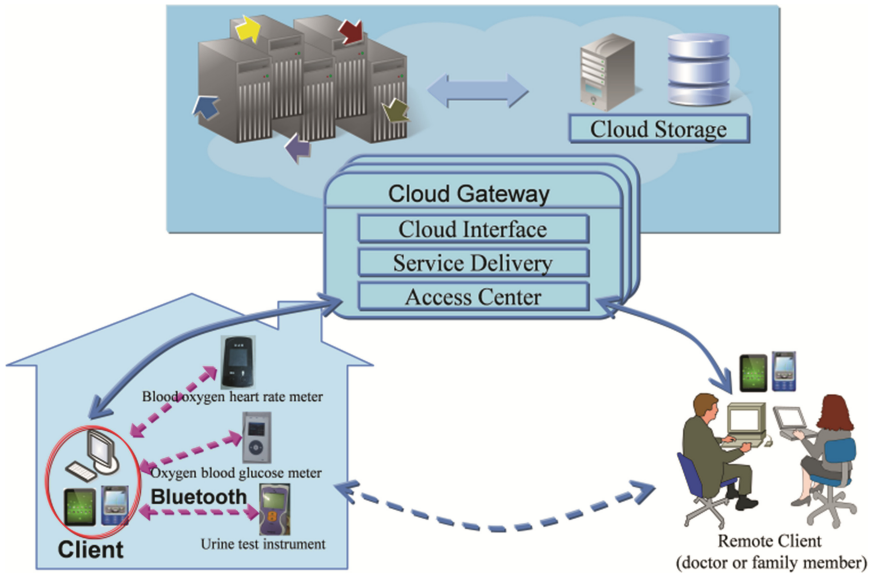 Cloud Storage
Cloud Gateway
Cloud Interface
Service Delivery
Access Center
Blood oxygen heart rate meter
Oxygen blood glucose meter
Bluetooth
Urine test instrument
Client
Remote Client
(doctor or family member)